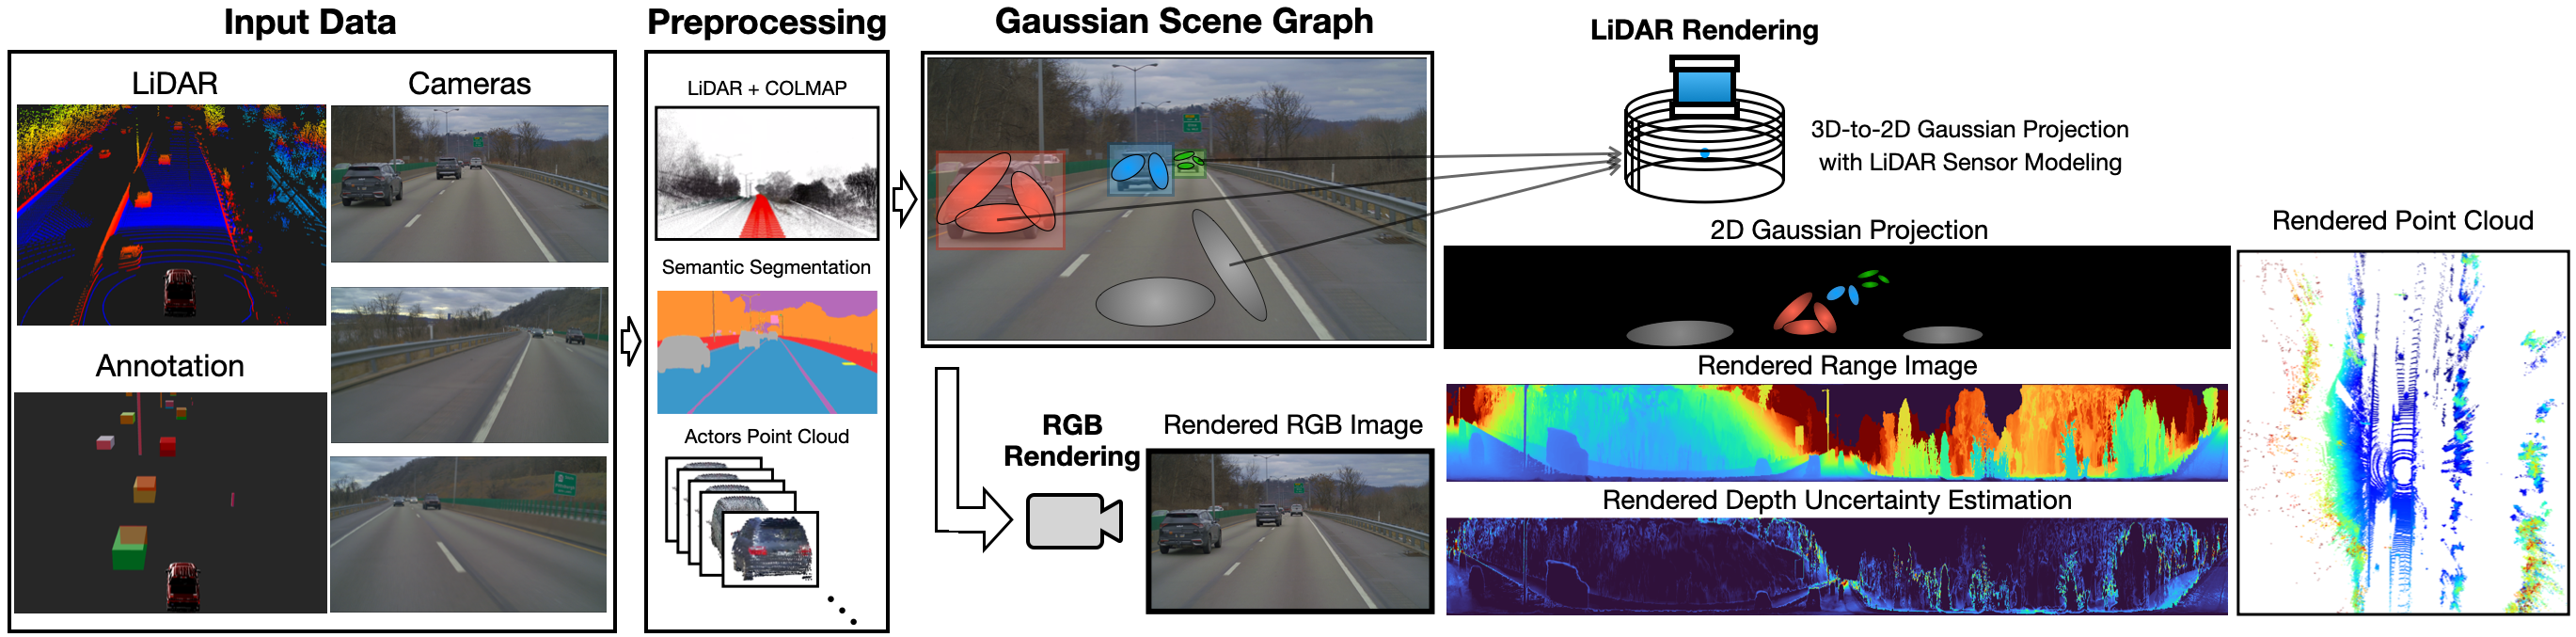 Input Data
LiDAR
Cameras
Annotation
Preprocessing
LiDAR + COLMAP
Semantic Segmentation
Actors Point Cloud
Gaussian Scene Graph
RGB
Rendering
Rendered RGB Image
LiDAR Rendering
3D-to-2D Gaussian Projection
with LiDAR Sensor Modeling
2D Gaussian Projection
Rendered Range Image
Rendered Depth Uncertainty Estimation
Rendered Point Cloud